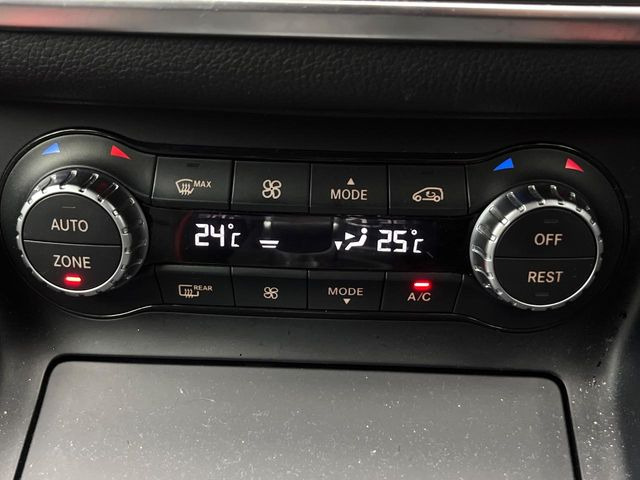 MAX
MODE
AUTO
ZONE
24°c
25°c
OFF
REST
REAR
MODE
A/C